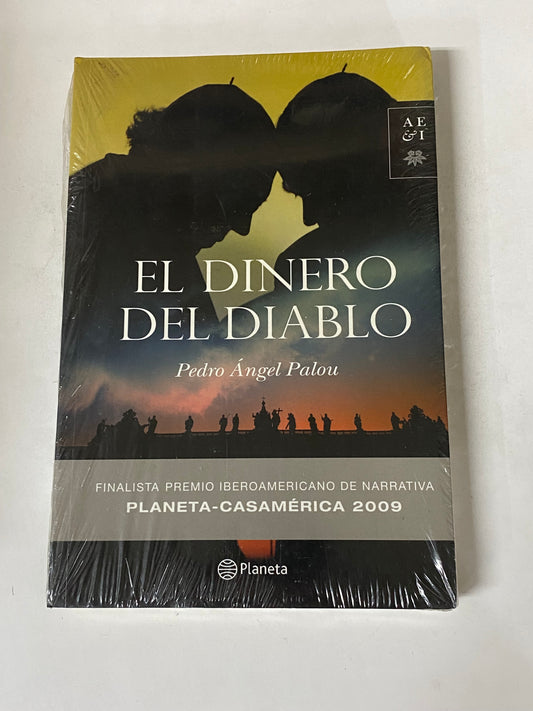 A E
& I
EL DINERO
DEL DIABLO
Pedro Ángel Palou
FINALISTA PREMIO IBEROAMERICANO DE NARRATIVA
PLANETA-CASAMÉRICA 2009
Planeta